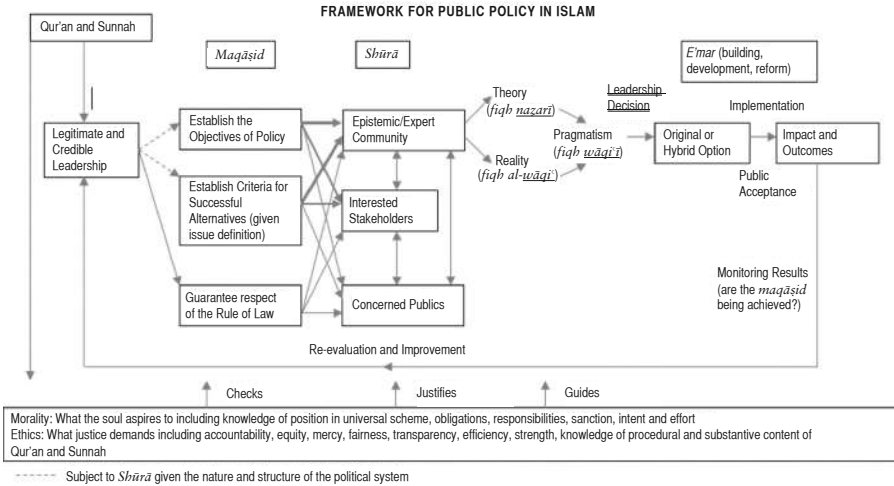 FRAMEWORK FOR PUBLIC POLICY IN ISLAM
Qur'an and Sunnah
Maqāṣid
Shūrā
E'mar (building,
development, reform)
Legitimate and
Credible
Leadership
Establish the
Objectives of Policy
Establish Criteria for
Successful
Alternatives (given
issue definition)
Guarantee respect
of the Rule of Law
Epistemic/Expert
Community
Interested
Stakeholders
Concerned Publics
Theory
(fiqh nazarī)
Reality
(fiqh al-wāqiʿ)
Pragmatism
(fiqh wāqiʿī)
Leadership
Decision
Original or
Hybrid Option
Implementation
Public
Acceptance
Impact and
Outcomes
Monitoring Results
(are the maqāṣid
being achieved?)
Re-evaluation and Improvement
Checks
Justifies
Guides
Morality: What the soul aspires to including knowledge of position in universal scheme, obligations, responsibilities, sanction, intent and effort
Ethics: What justice demands including accountability, equity, mercy, fairness, transparency, efficiency, strength, knowledge of procedural and substantive content of
Qur'an and Sunnah
Subject to Shūrā given the nature and structure of the political system